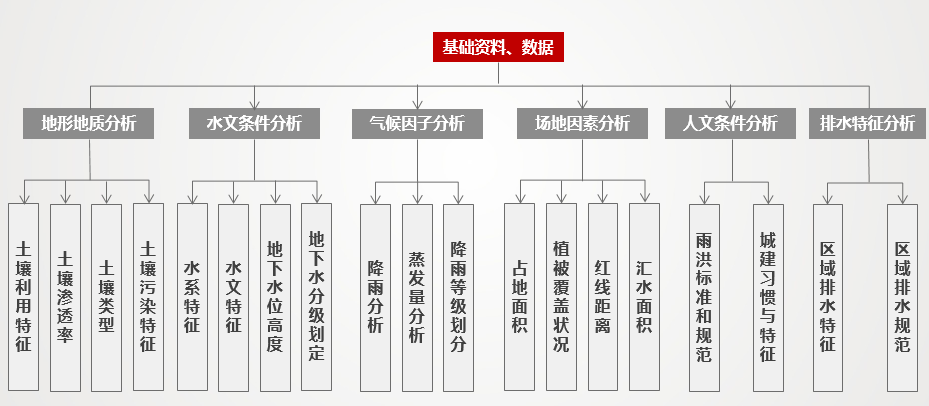 基础资料、数据
地形地质分析
水文条件分析
气候因子分析
场地因素分析
人文条件分析
排水特征分析
土壤利用特征
土壤渗透率
土壤类型
土壤污染特征
水系特征
水文特征
地下水位高度
地下水分级划定
降雨分析
蒸发量分析
降雨等级划分
占地面积
植被覆盖状况
红线距离
汇水面积
雨洪标准和规范
城建习惯与特征
区域排水特征
区域排水规范